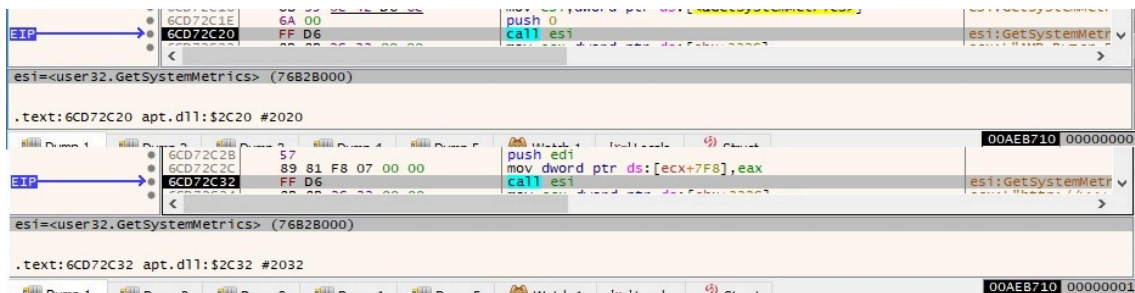 6CD72C1E 6A 00 push 0
EIP 6CD72C20 FF D6 call esi esi:GetSystemMetr
esi=<user32.GetSystemMetrics> (76B2B000)
.text:6CD72C20 apt.dll:$2C20 #2020
00AEB710 00000000
6CD72C2B 57 push edi
6CD72C2C 89 81 F8 07 00 00 mov dword ptr ds:[ecx+7F8],eax
EIP 6CD72C32 FF D6 call esi esi:GetSystemMetr
esi=<user32.GetSystemMetrics> (76B2B000)
.text:6CD72C32 apt.dll:$2C32 #2032
00AEB710 00000001